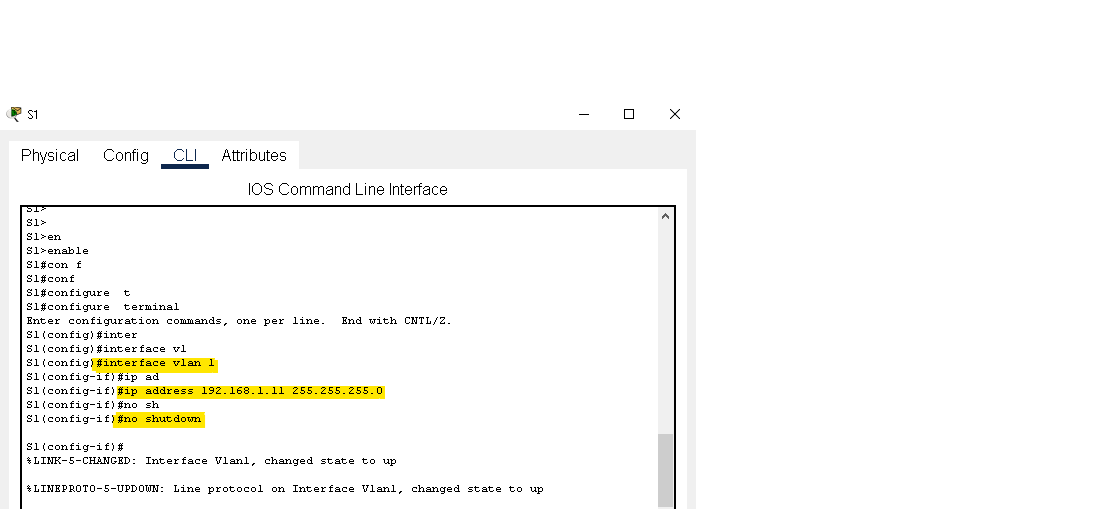 S1
Physical Config CLI Attributes
IOS Command Line Interface
S1>
S1>
S1>en
S1>enable
S1#con f
S1#conf
S1#configure  t
S1#configure  terminal
Enter configuration commands, one per line.  End with CNTL/Z.
S1(config)#inter
S1(config)#interface vl
S1(config)#interface vlan 1
S1(config-if)#ip ad
S1(config-if)#ip address 192.168.1.11 255.255.255.0
S1(config-if)#no sh
S1(config-if)#no shutdown
S1(config-if)#
%LINK-5-CHANGED: Interface Vlan1, changed state to up
%LINEPROTO-5-UPDOWN: Line protocol on Interface Vlan1, changed state to up